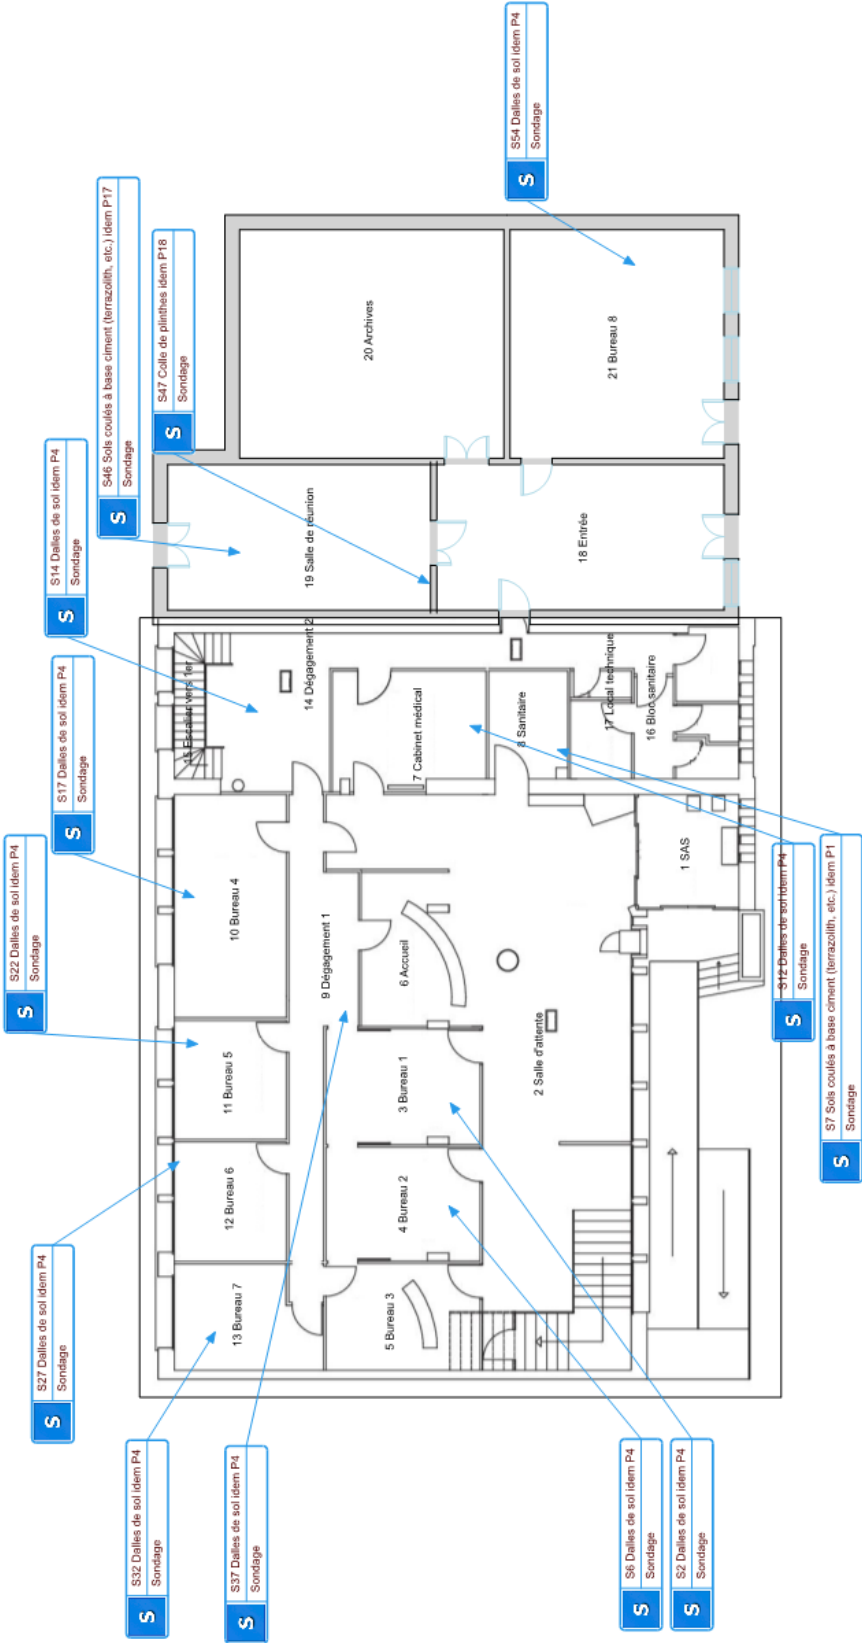 S54 Dalles de sol idem P4
Sondage
S
S46 Sols coulés à base ciment (terrazolith, etc.) idem P17
Sondage
S
S47 Colle de plinthes idem P18
Sondage
S
S14 Dalles de sol idem P4
Sondage
S
S17 Dalles de sol idem P4
Sondage
S
S22 Dalles de sol idem P4
Sondage
S
S27 Dalles de sol idem P4
Sondage
S
S32 Dalles de sol idem P4
Sondage
S
S37 Dalles de sol idem P4
Sondage
S
S6 Dalles de sol idem P4
Sondage
S
S2 Dalles de sol idem P4
Sondage
S
S12 Dalles de sol idem P4
Sondage
S
S7 Sols coulés à base ciment (terrazolith, etc.) idem P1
Sondage
S
20 Archives
21 Bureau 8
19 Salle de réunion
18 Entrée
14 Dégagement 2
15 Escalier vers 1er
17 Local technique
16 Bloc sanitaire
7 Cabinet médical
8 Sanitaire
1 SAS
10 Bureau 4
9 Dégagement 1
6 Accueil
2 Salle d'attente
11 Bureau 5
3 Bureau 1
12 Bureau 6
4 Bureau 2
13 Bureau 7
5 Bureau 3